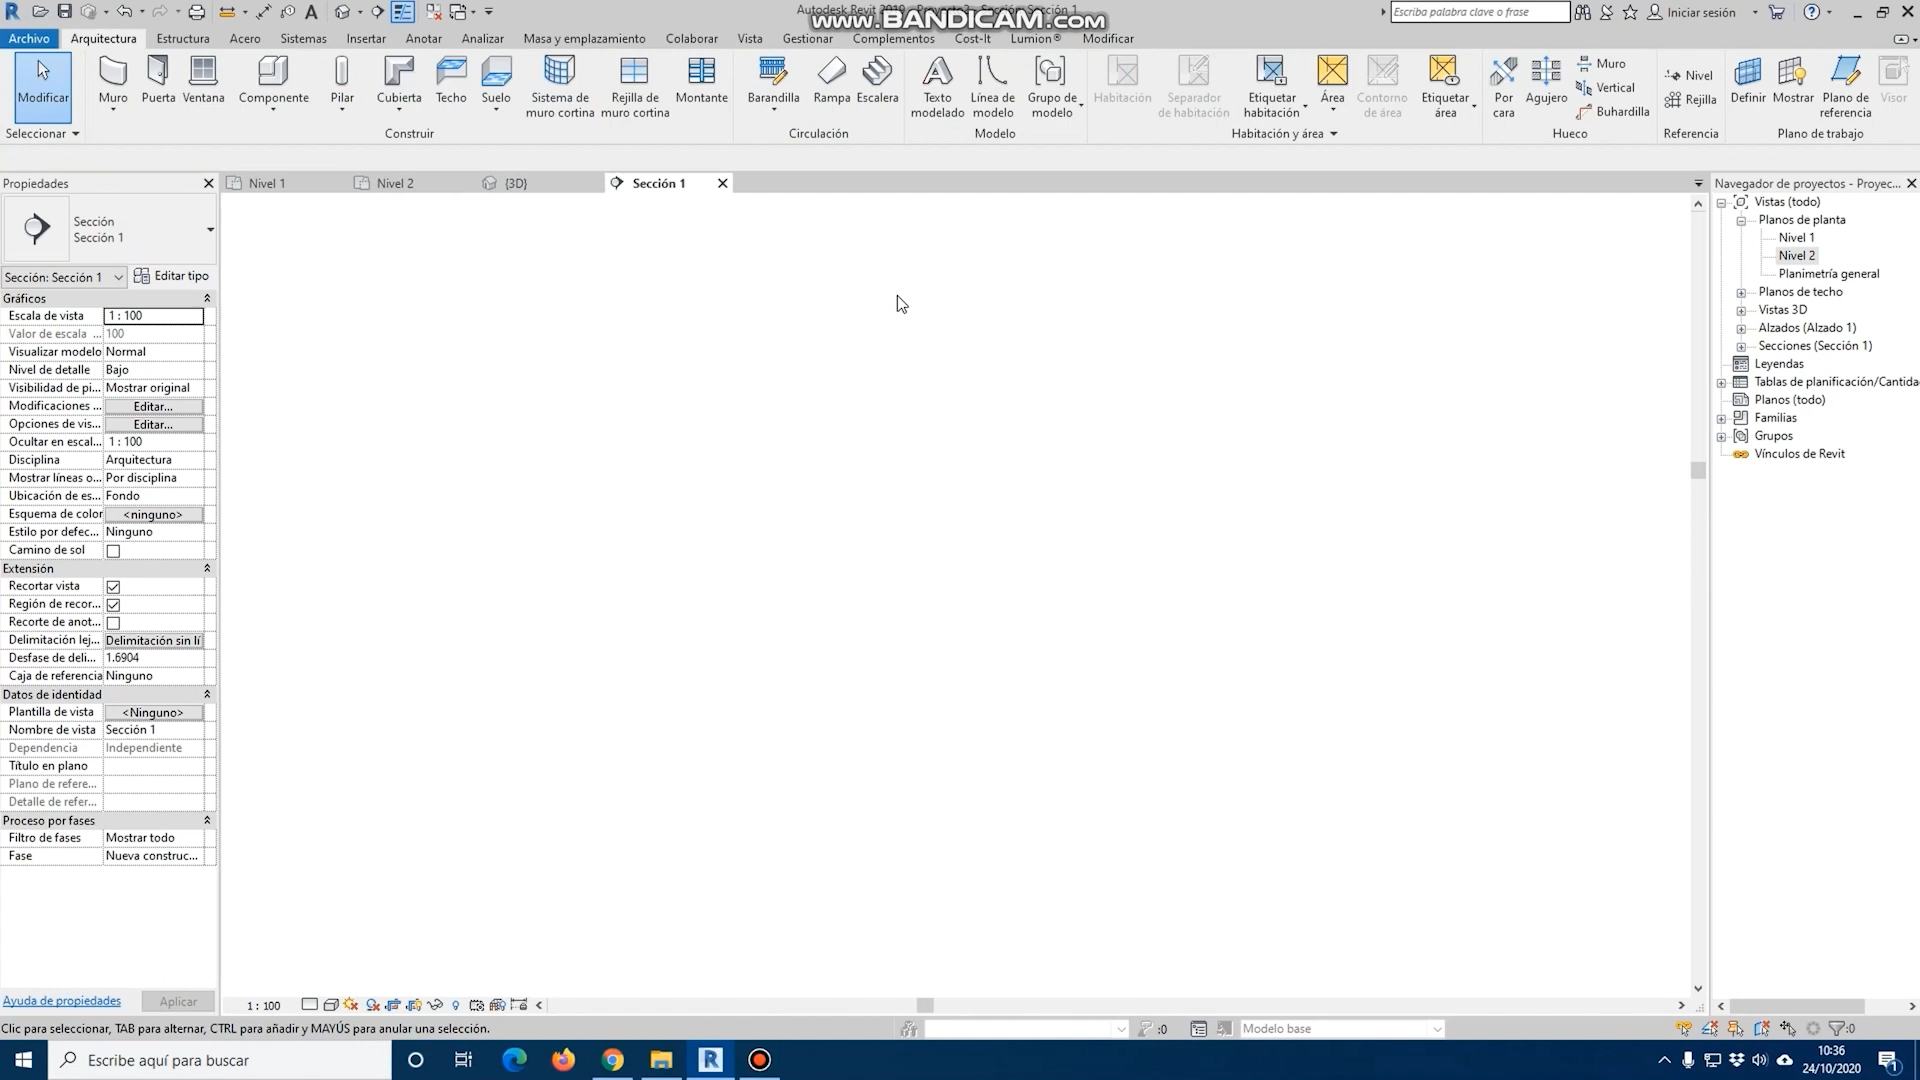 Autodesk Revit 2019 - Proyecto2 - Sección: Sección 1
www.BANDICAM.com
Escriba palabra clave o frase
Iniciar sesión
Archivo Arquitectura Estructura Acero Sistemas Insertar Anotar Analizar Masa y emplazamiento Colaborar Vista Gestionar Complementos Cost-It Lumion® Modificar
Modificar Muro Puerta Ventana Componente Pilar Cubierta Techo Suelo Sistema de muro cortina Rejilla de muro cortina Montante Barandilla Rampa Escalera Texto modelado Línea de modelo Grupo de modelo Habitación Separador de habitación Etiquetar habitación Área Contorno de área Etiquetar área Por cara Agujero Muro Vertical Buhardilla Nivel Rejilla Definir Mostrar Plano de referencia Visor
Seleccionar Construir Circulación Modelo Habitación y área Hueco Referencia Plano de trabajo
Propiedades
Nivel 1 Nivel 2 {3D} Sección 1
Navegador de proyectos - Proyec...
Sección
Sección 1
Sección: Sección 1 Editar tipo
Gráficos
Escala de vista 1 : 100
Valor de escala ... 100
Visualizar modelo Normal
Nivel de detalle Bajo
Visibilidad de pi... Mostrar original
Modificaciones ... Editar...
Opciones de vis... Editar...
Ocultar en escal... 1 : 100
Disciplina Arquitectura
Mostrar líneas o... Por disciplina
Ubicación de es... Fondo
Esquema de color <ninguno>
Estilo por defec... Ninguno
Camino de sol
Extensión
Recortar vista
Región de recor...
Recorte de anot...
Delimitación lej... Delimitación sin lí
Desfase de deli... 1.6904
Caja de referencia Ninguno
Datos de identidad
Plantilla de vista <Ninguno>
Nombre de vista Sección 1
Dependencia Independiente
Título en plano
Plano de refere...
Detalle de refer...
Proceso por fases
Filtro de fases Mostrar todo
Fase Nueva construc...
Ayuda de propiedades Aplicar
Vistas (todo)
Planos de planta
Nivel 1
Nivel 2
Planimetría general
Planos de techo
Vistas 3D
Alzados (Alzado 1)
Secciones (Sección 1)
Leyendas
Tablas de planificación/Cantida
Planos (todo)
Familias
Grupos
Vínculos de Revit
1 : 100
Clic para seleccionar, TAB para alternar, CTRL para añadir y MAYÚS para anular una selección.
:0
Modelo base
:0
Escribe aquí para buscar
10:36
24/10/2020
1